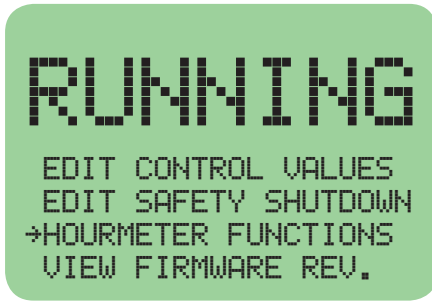 RUNNING
EDIT CONTROL VALUES
EDIT SAFETY SHUTDOWN
→HOURMETER FUNCTIONS
VIEW FIRMWARE REV.